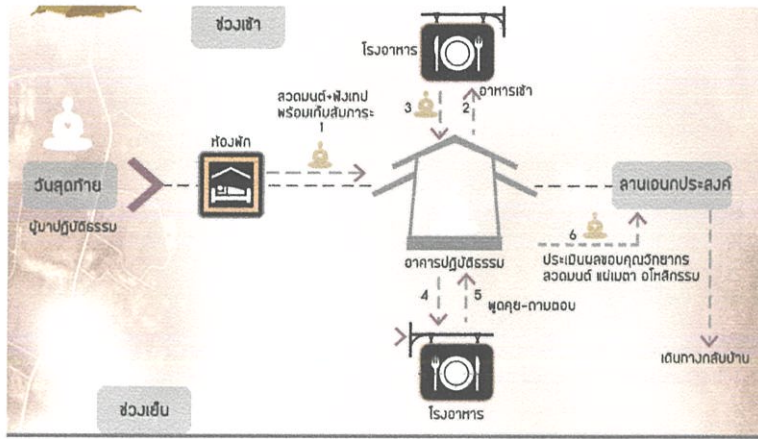 ช่วงเช้า
โรงอาหาร
อาหารเช้า
สวดมนต์+ฟังเทป
พร้อมเก็บสัมภาระ
1
3
2
ห้องพัก
วันสุดท้าย
ผู้มาปฏิบัติธรรม
ลานเอนกประสงค์
6
อาคารปฏิบัติธรรม
ประเมินผลขอบคุณวิทยากร
สวดมนต์ แผ่เมตา อโหสิกรรม
4
5
พูดคุย-ถามตอบ
เดินทางกลับบ้าน
โรงอาหาร
ช่วงเย็น